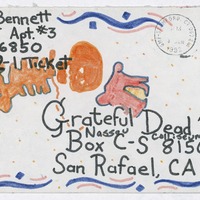 Bennett
Apt. #3
6850
2-1 Ticket
Grateful Dead
Nassau Coliseum
Box C-S 8150
San Rafael, CA